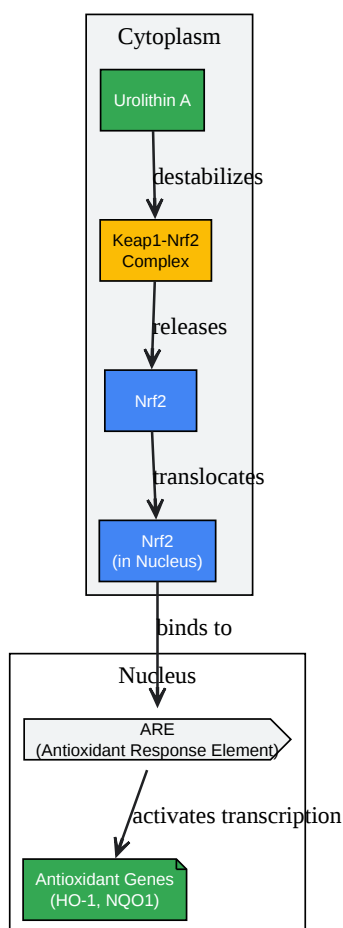 Cytoplasm
Urolithin A
destabilizes
Keap1-Nrf2
Complex
releases
Nrf2
translocates
Nrf2
(in Nucleus)
binds to
Nucleus
ARE
(Antioxidant Response Element)
activates transcription
Antioxidant Genes
(HO-1, NQO1)